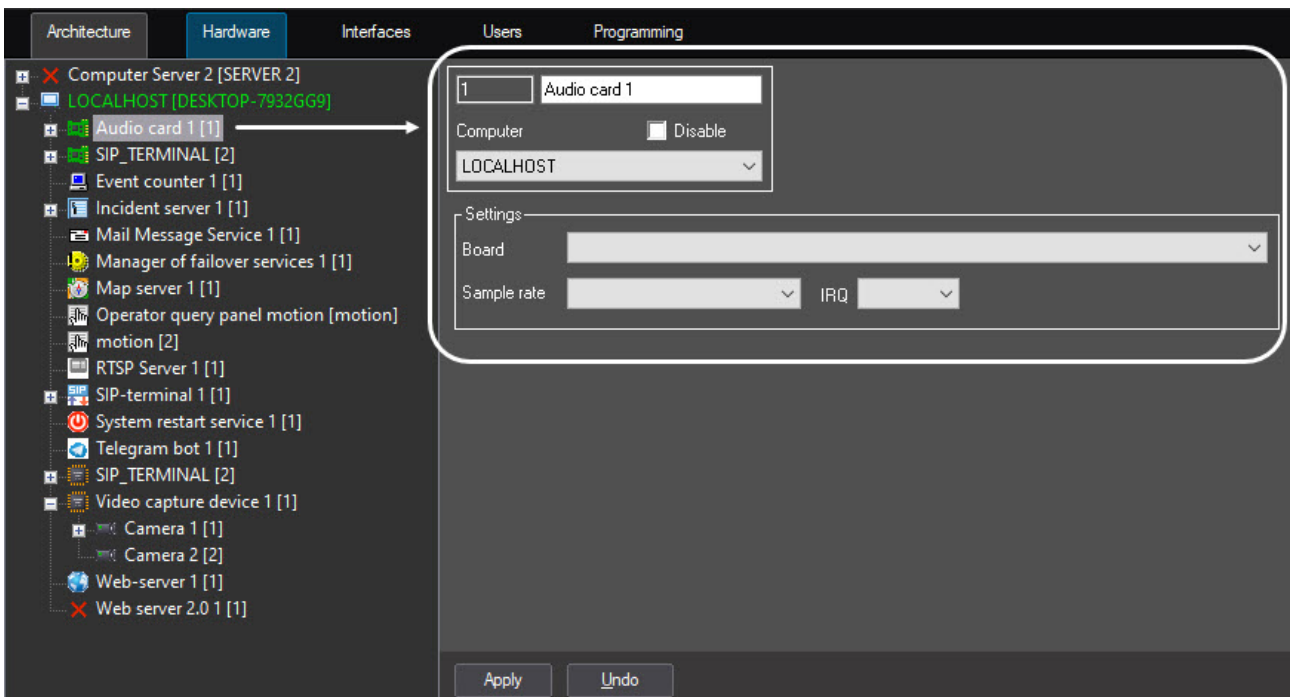 Architecture Hardware Interfaces Users Programming
Computer Server 2 [SERVER 2]
LOCALHOST [DESKTOP-7932GG9]
Audio card 1 [1]
SIP_TERMINAL [2]
Event counter 1 [1]
Incident server 1 [1]
Mail Message Service 1 [1]
Manager of failover services 1 [1]
Map server 1 [1]
Operator query panel motion [motion]
motion [2]
RTSP Server 1 [1]
SIP
SIP-terminal 1 [1]
System restart service 1 [1]
Telegram bot 1 [1]
SIP_TERMINAL [2]
Video capture device 1 [1]
Camera 1 [1]
Camera 2 [2]
Web-server 1 [1]
Web server 2.0 1 [1]
1 Audio card 1
Computer Disable
LOCALHOST
Settings
Board
Sample rate IRQ
Apply Undo